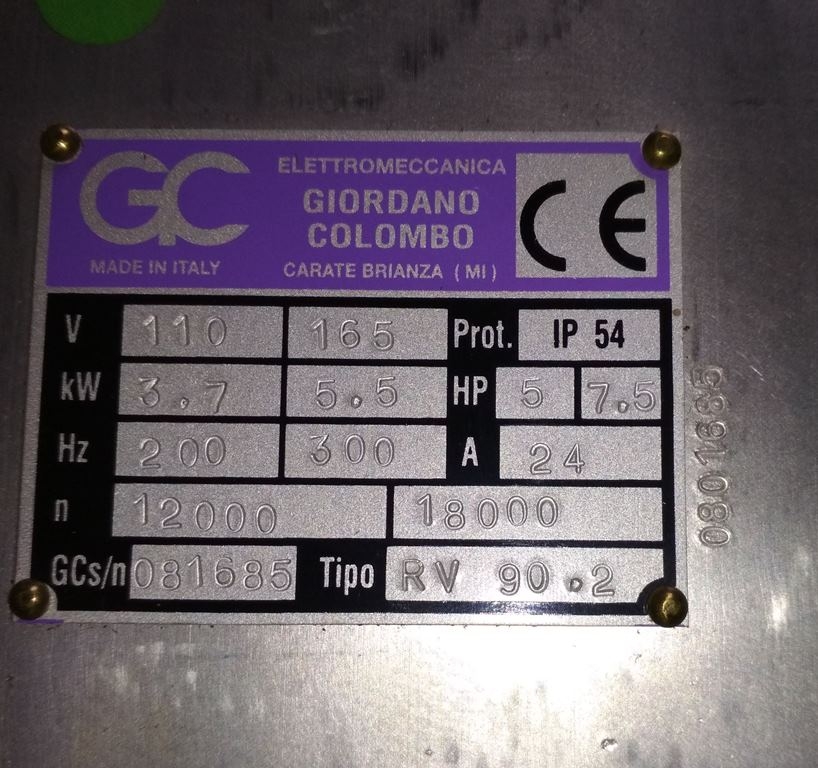 GC
ELETTROMECCANICA
GIORDANO
COLOMBO
MADE IN ITALY
CARATE BRIANZA (MI)
CE
V 110 165 Prot. IP 54
kW 3.7 5.5 HP 5 7.5
Hz 200 300 A 24
n 12000 18000
GCs/n 081685 Tipo RV 90.2
0801685